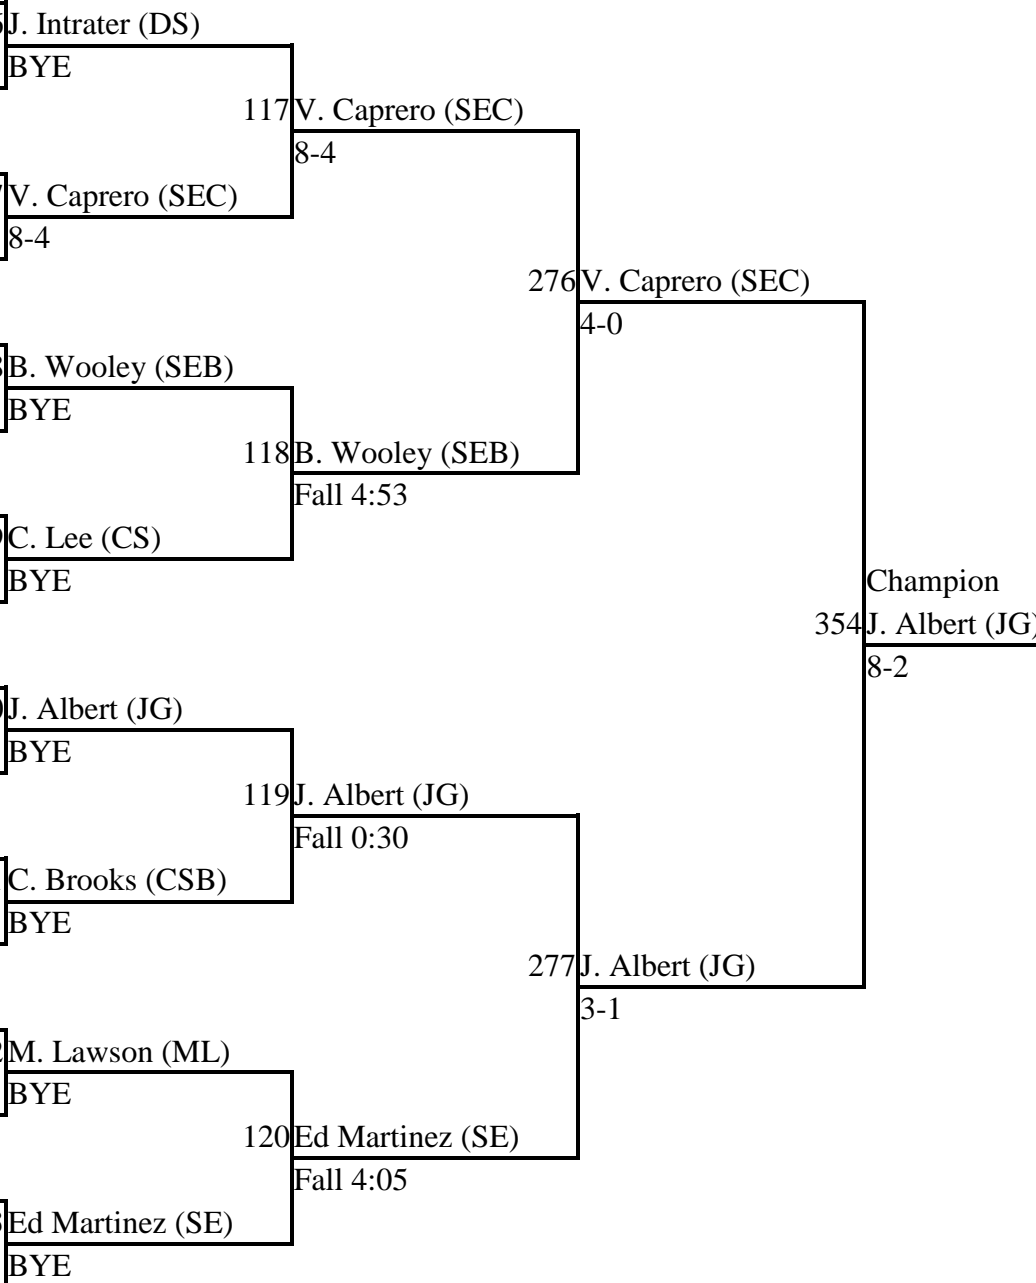 J. Intrater (DS)
BYE
117 V. Caprero (SEC)
8-4
V. Caprero (SEC)
8-4
276 V. Caprero (SEC)
4-0
B. Wooley (SEB)
BYE
118 B. Wooley (SEB)
Fall 4:53
C. Lee (CS)
BYE
Champion
354 J. Albert (JG)
8-2
J. Albert (JG)
BYE
119 J. Albert (JG)
Fall 0:30
C. Brooks (CSB)
BYE
277 J. Albert (JG)
3-1
M. Lawson (ML)
BYE
120 Ed Martinez (SE)
Fall 4:05
Ed Martinez (SE)
BYE